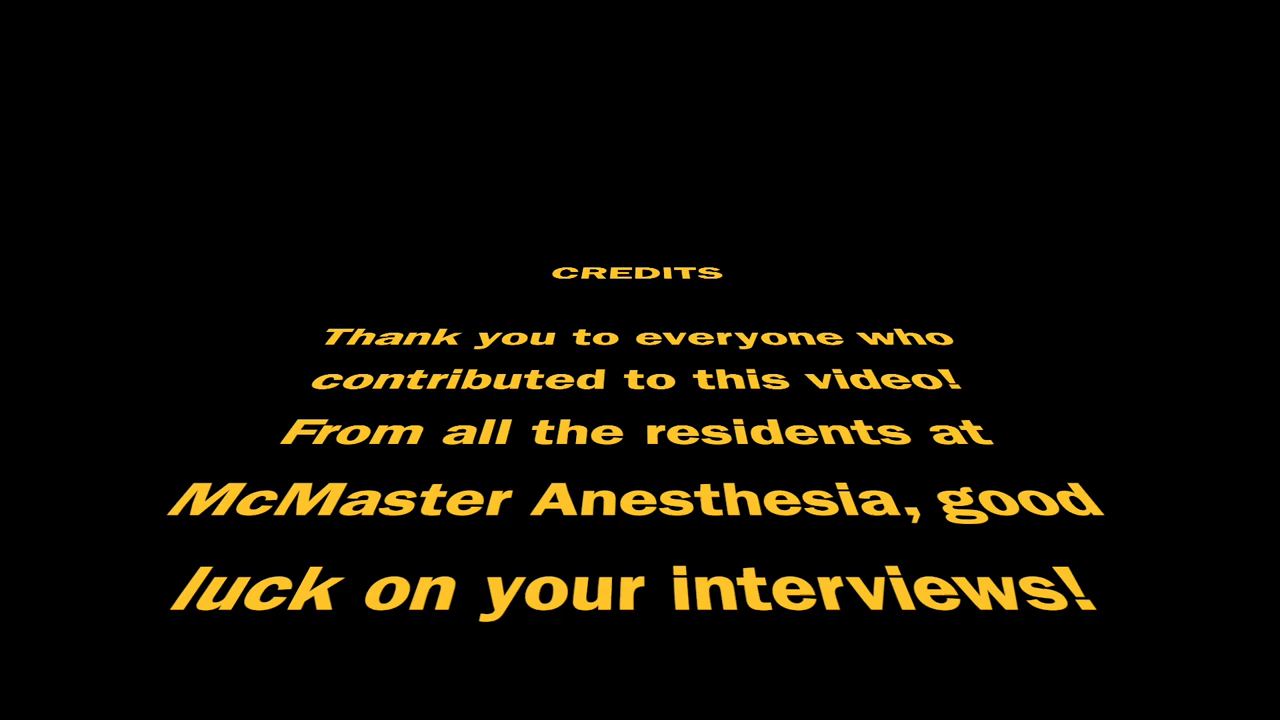 CREDITS
Thank you to everyone who
contributed to this video!
From all the residents at
McMaster Anesthesia, good
luck on your interviews!